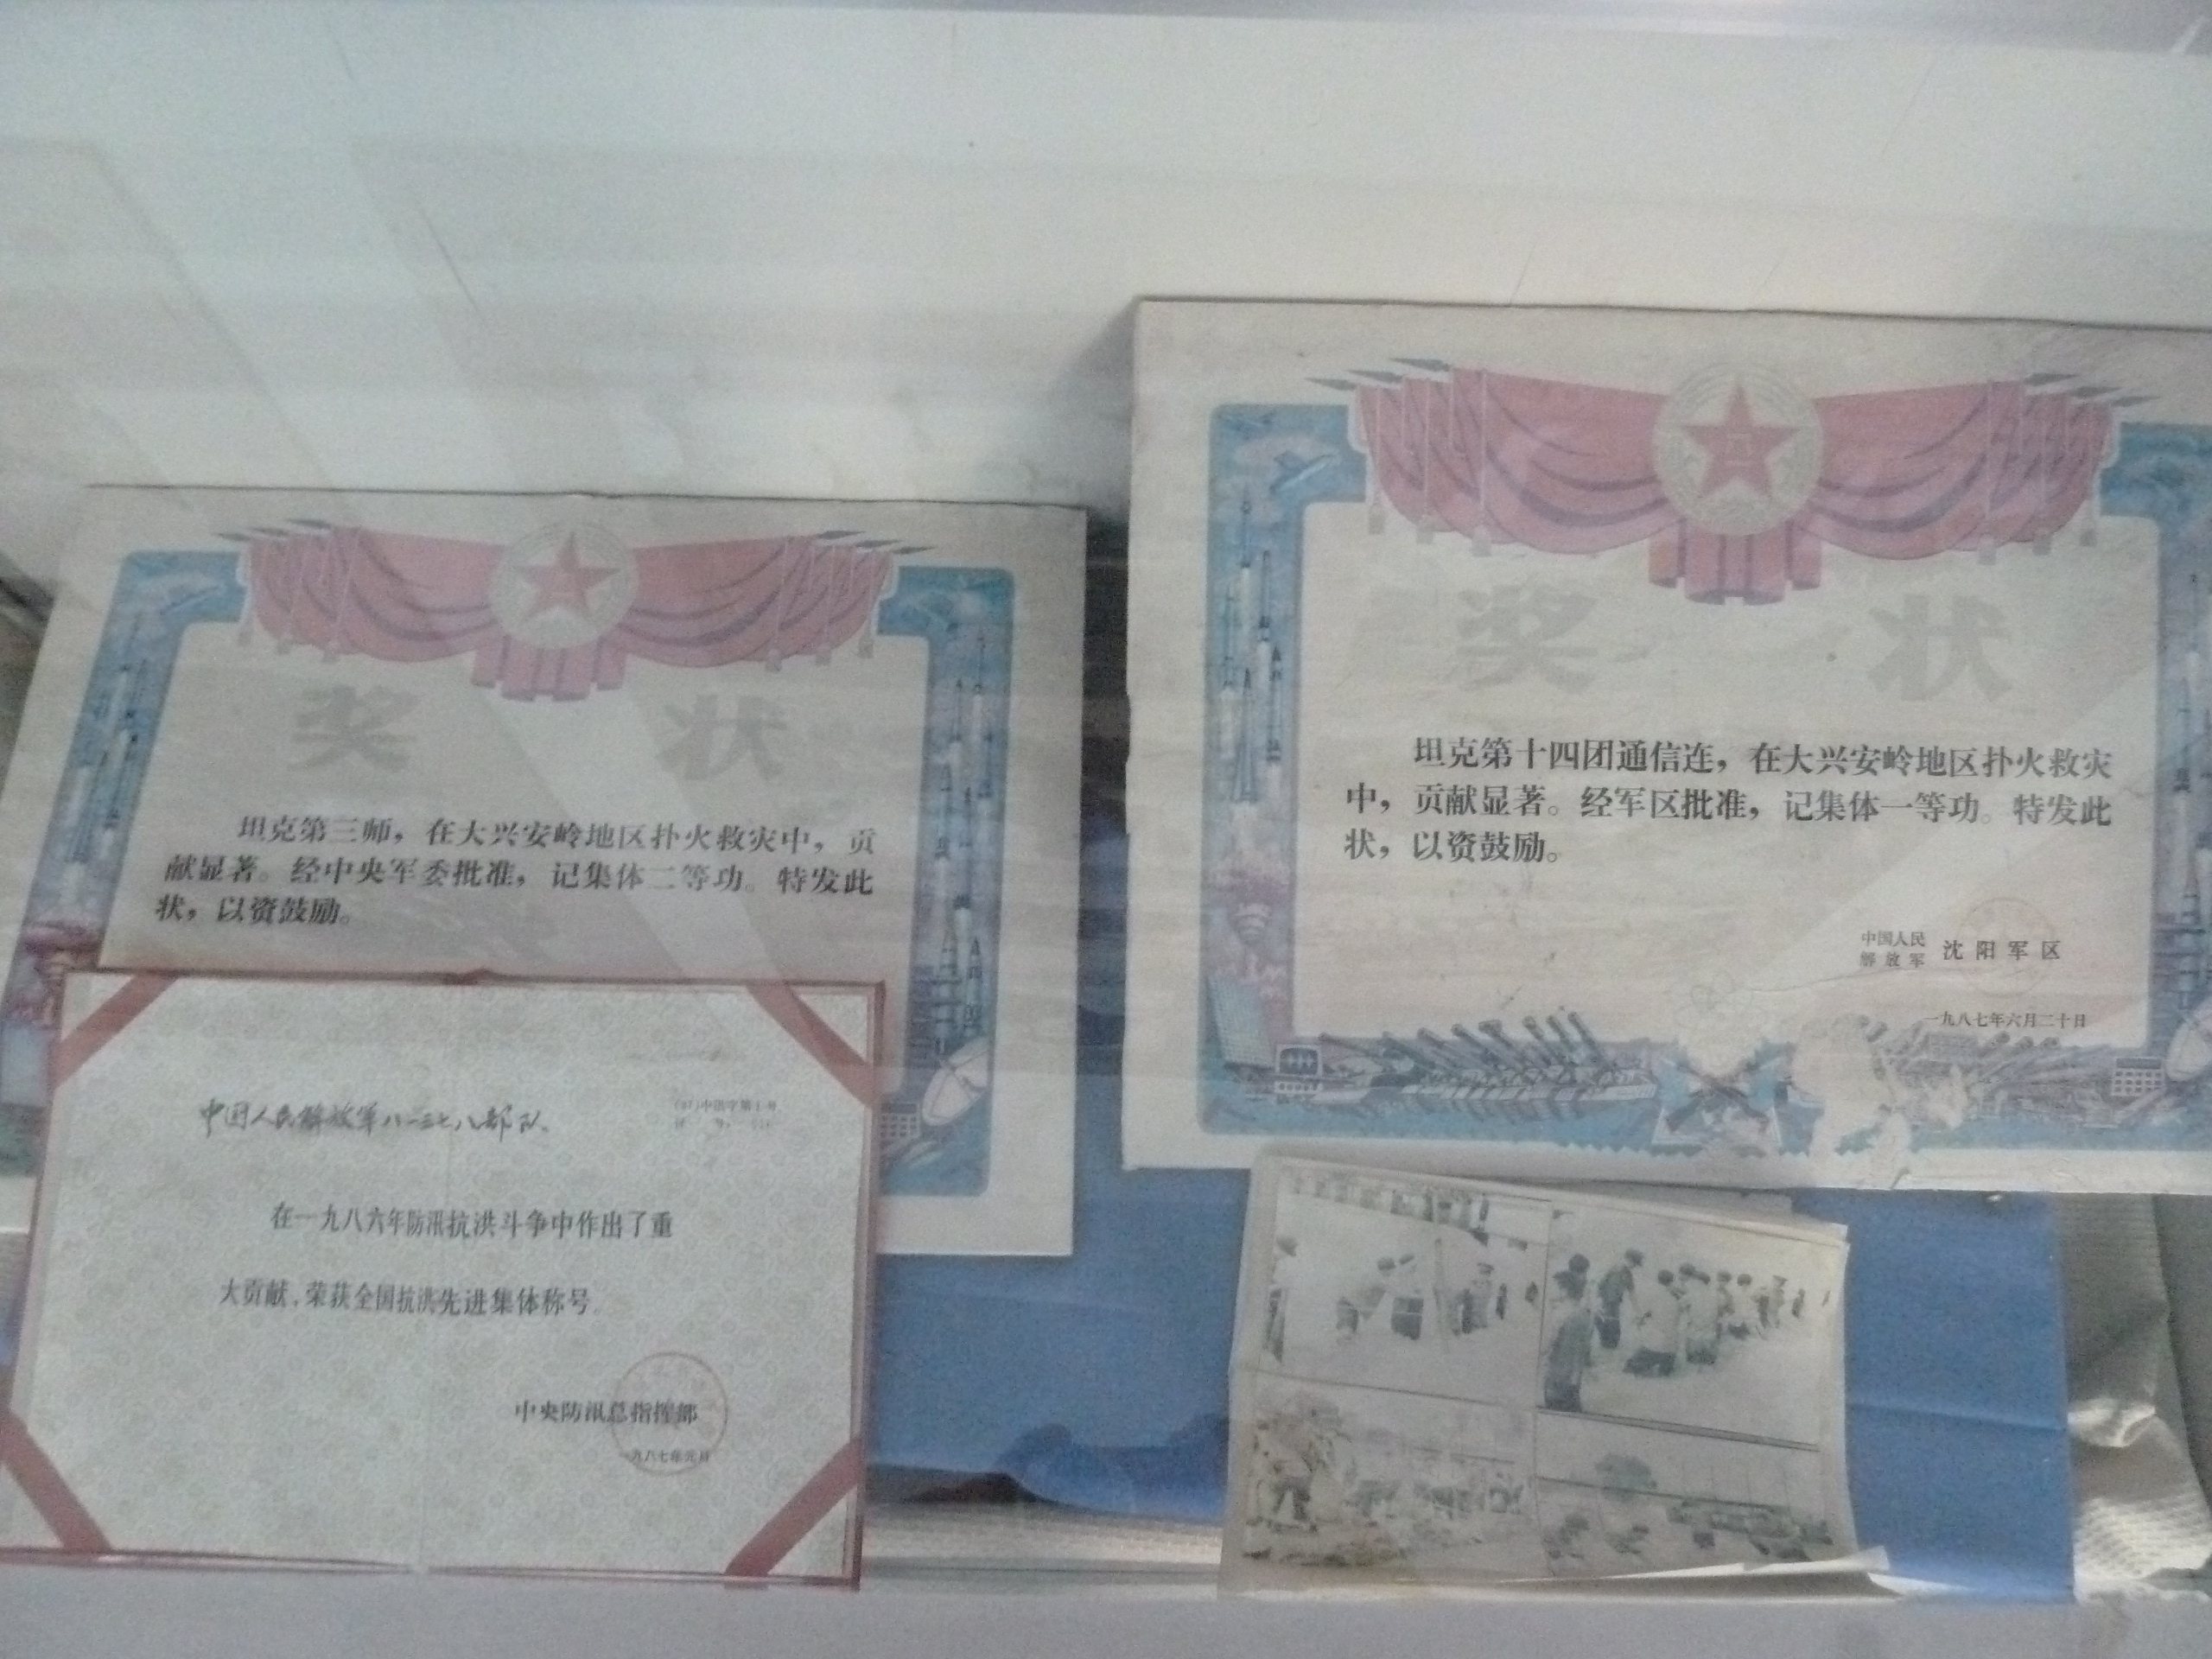 奖 状
坦克第三师，在大兴安岭地区扑火救灾中，贡
献显著。经中央军委批准，记集体二等功。特发此
状，以资鼓励。
中国人民解放军八一三七八部队
在一九八六年防汛抗洪斗争中作出了重
大贡献，荣获全国抗洪先进集体称号。
中央防汛总指挥部
一九八七年元月
奖 状
坦克第十四团通信连，在大兴安岭地区扑火救灾
中，贡献显著。经军区批准，记集体一等功。特发此
状，以资鼓励。
中国人民
解放军 沈阳军区
一九八七年六月二十日